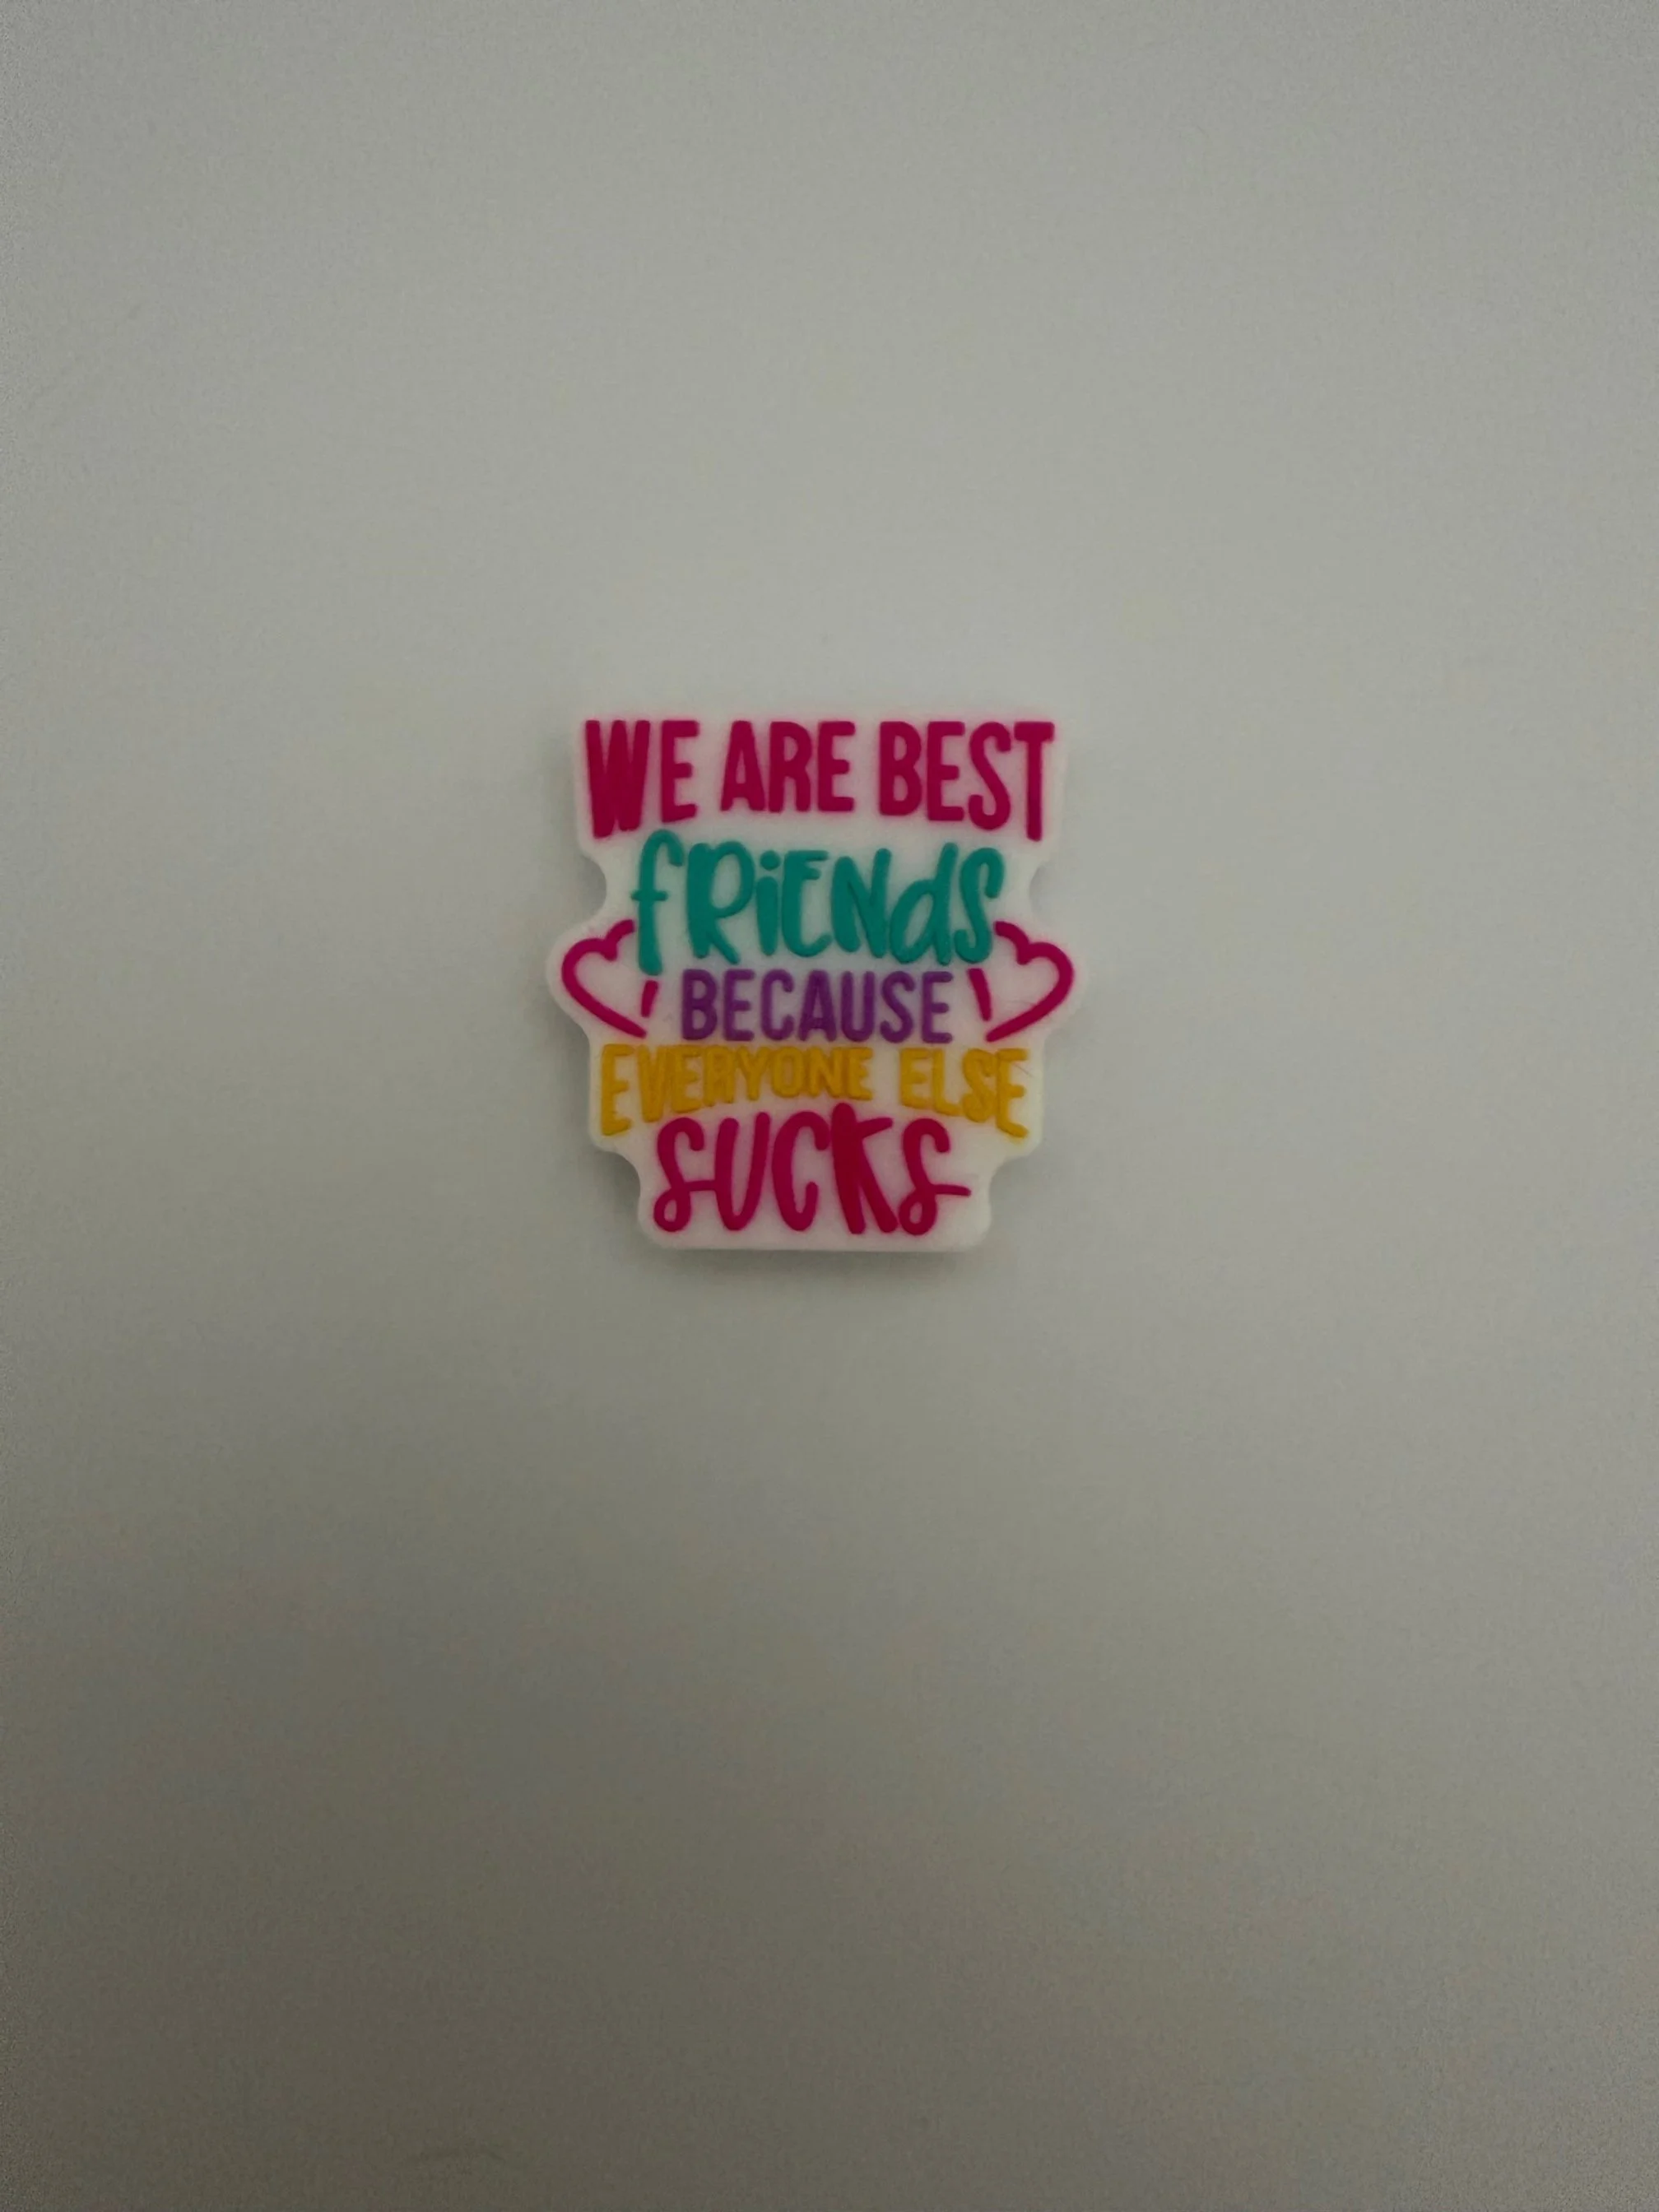 WE ARE BEST
fRiENdS
BECAUSE
EVERYONE ELSE
SUCKS